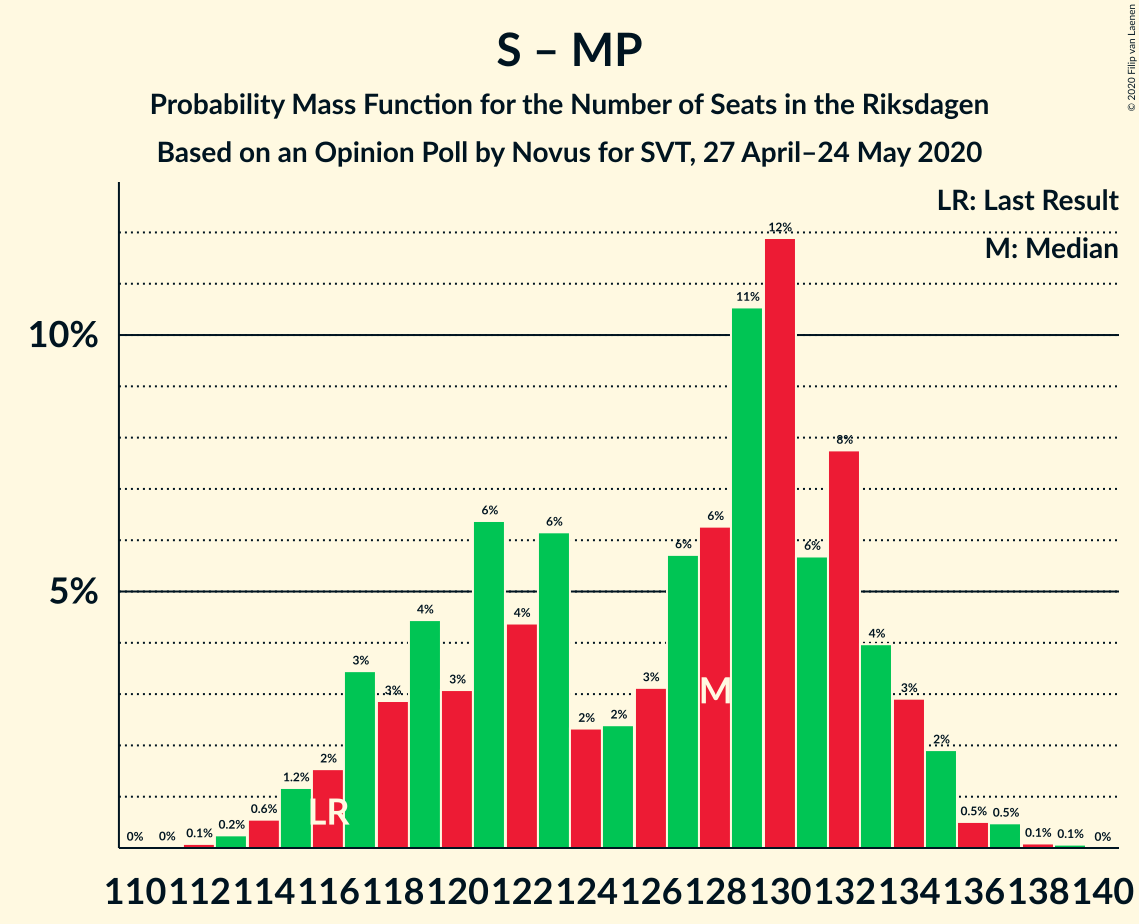 S – MP
Probability Mass Function for the Number of Seats in the Riksdagen
Based on an Opinion Poll by Novus for SVT, 27 April–24 May 2020
© 2020 Filip van Laenen
LR: Last Result
M: Median
10%
5%
0% 0% 0.1% 0.2% 0.6% 1.2% 2% 3% 3% 4% 3% 6% 4% 6% 2% 2% 3% 6% 6% 11% 12% 6% 8% 4% 3% 2% 0.5% 0.5% 0.1% 0.1% 0%
LR
M
110 112 114 116 118 120 122 124 126 128 130 132 134 136 138 140